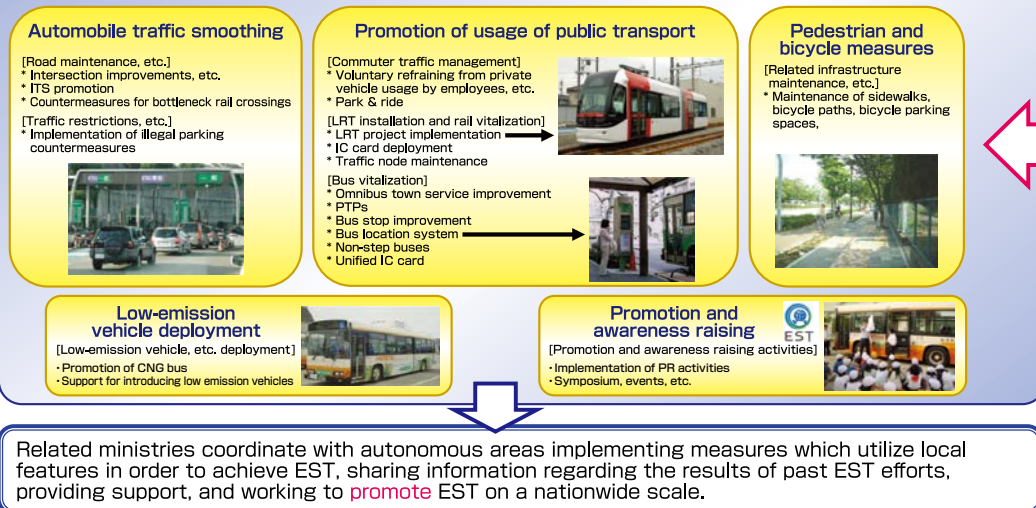 Automobile traffic smoothing
[Road maintenance, etc.]
* Intersection improvements, etc.
* ITS promotion
* Countermeasures for bottleneck rail crossings
[Traffic restrictions, etc.]
* Implementation of illegal parking
countermeasures
Promotion of usage of public transport
[Commuter traffic management]
* Voluntary refraining from private
vehicle usage by employees, etc.
* Park & ride
[LRT installation and rail vitalization]
* LRT project implementation
* IC card deployment
* Traffic node maintenance
[Bus vitalization]
* Omnibus town service improvement
* PTPs
* Bus stop improvement
* Bus location system
* Non-step buses
* Unified IC card
Pedestrian and
bicycle measures
[Related infrastructure
maintenance, etc.]
* Maintenance of sidewalks,
bicycle paths, bicycle parking
spaces,
Low-emission
vehicle deployment
[Low-emission vehicle, etc. deployment]
・Promotion of CNG bus
・Support for introducing low emission vehicles
Promotion and
awareness raising
EST
[Promotion and awareness raising activities]
・Implementation of PR activities
・Symposium, events, etc.
Related ministries coordinate with autonomous areas implementing measures which utilize local
features in order to achieve EST, sharing information regarding the results of past EST efforts,
providing support, and working to promote EST on a nationwide scale.